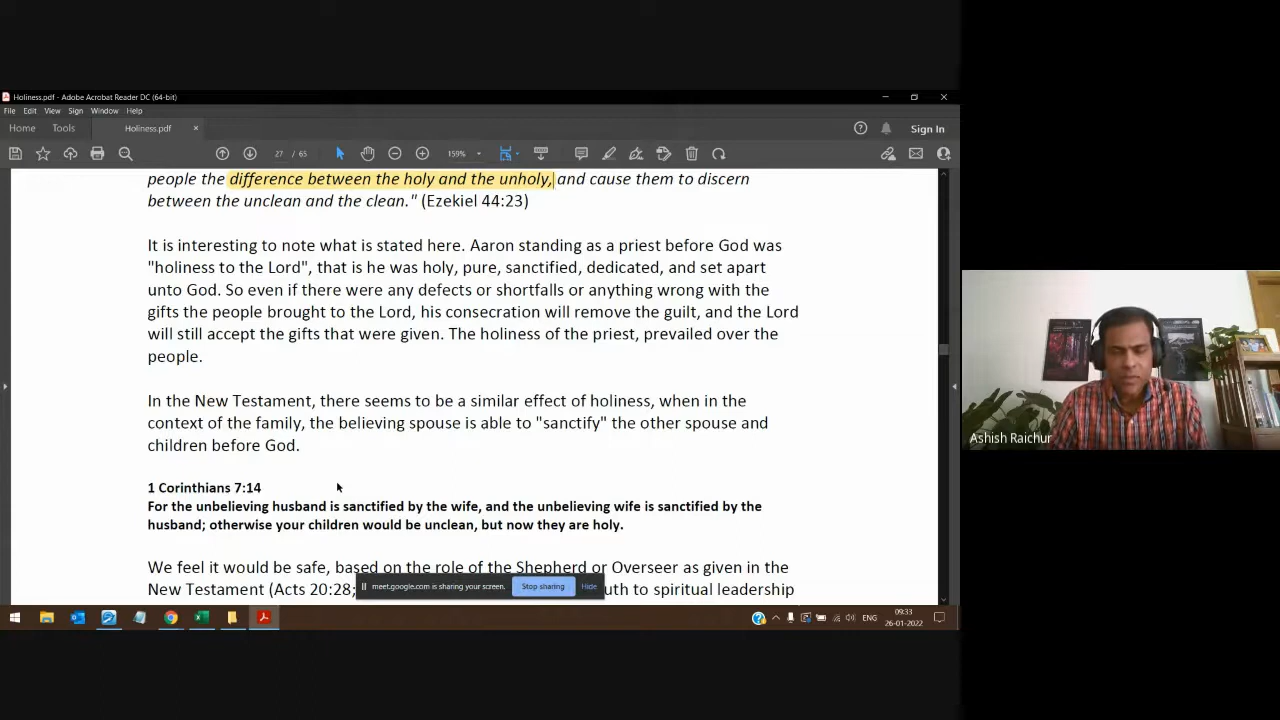 Holiness.pdf - Adobe Acrobat Reader DC (64-bit)
File Edit View Sign Window Help
Home Tools Holiness.pdf × Sign In
27 / 65 159%
people the difference between the holy and the unholy, and cause them to discern
between the unclean and the clean." (Ezekiel 44:23)
It is interesting to note what is stated here. Aaron standing as a priest before God was
"holiness to the Lord", that is he was holy, pure, sanctified, dedicated, and set apart
unto God. So even if there were any defects or shortfalls or anything wrong with the
gifts the people brought to the Lord, his consecration will remove the guilt, and the Lord
will still accept the gifts that were given. The holiness of the priest, prevailed over the
people.
In the New Testament, there seems to be a similar effect of holiness, when in the
context of the family, the believing spouse is able to "sanctify" the other spouse and
children before God.
1 Corinthians 7:14
For the unbelieving husband is sanctified by the wife, and the unbelieving wife is sanctified by the
husband; otherwise your children would be unclean, but now they are holy.
We feel it would be safe, based on the role of the Shepherd or Overseer as given in the
New Testament (Acts 20:28; uth to spiritual leadership
meet.google.com is sharing your screen. Stop sharing Hide
ENG
09:33
26-01-2022
Ashish Raichur